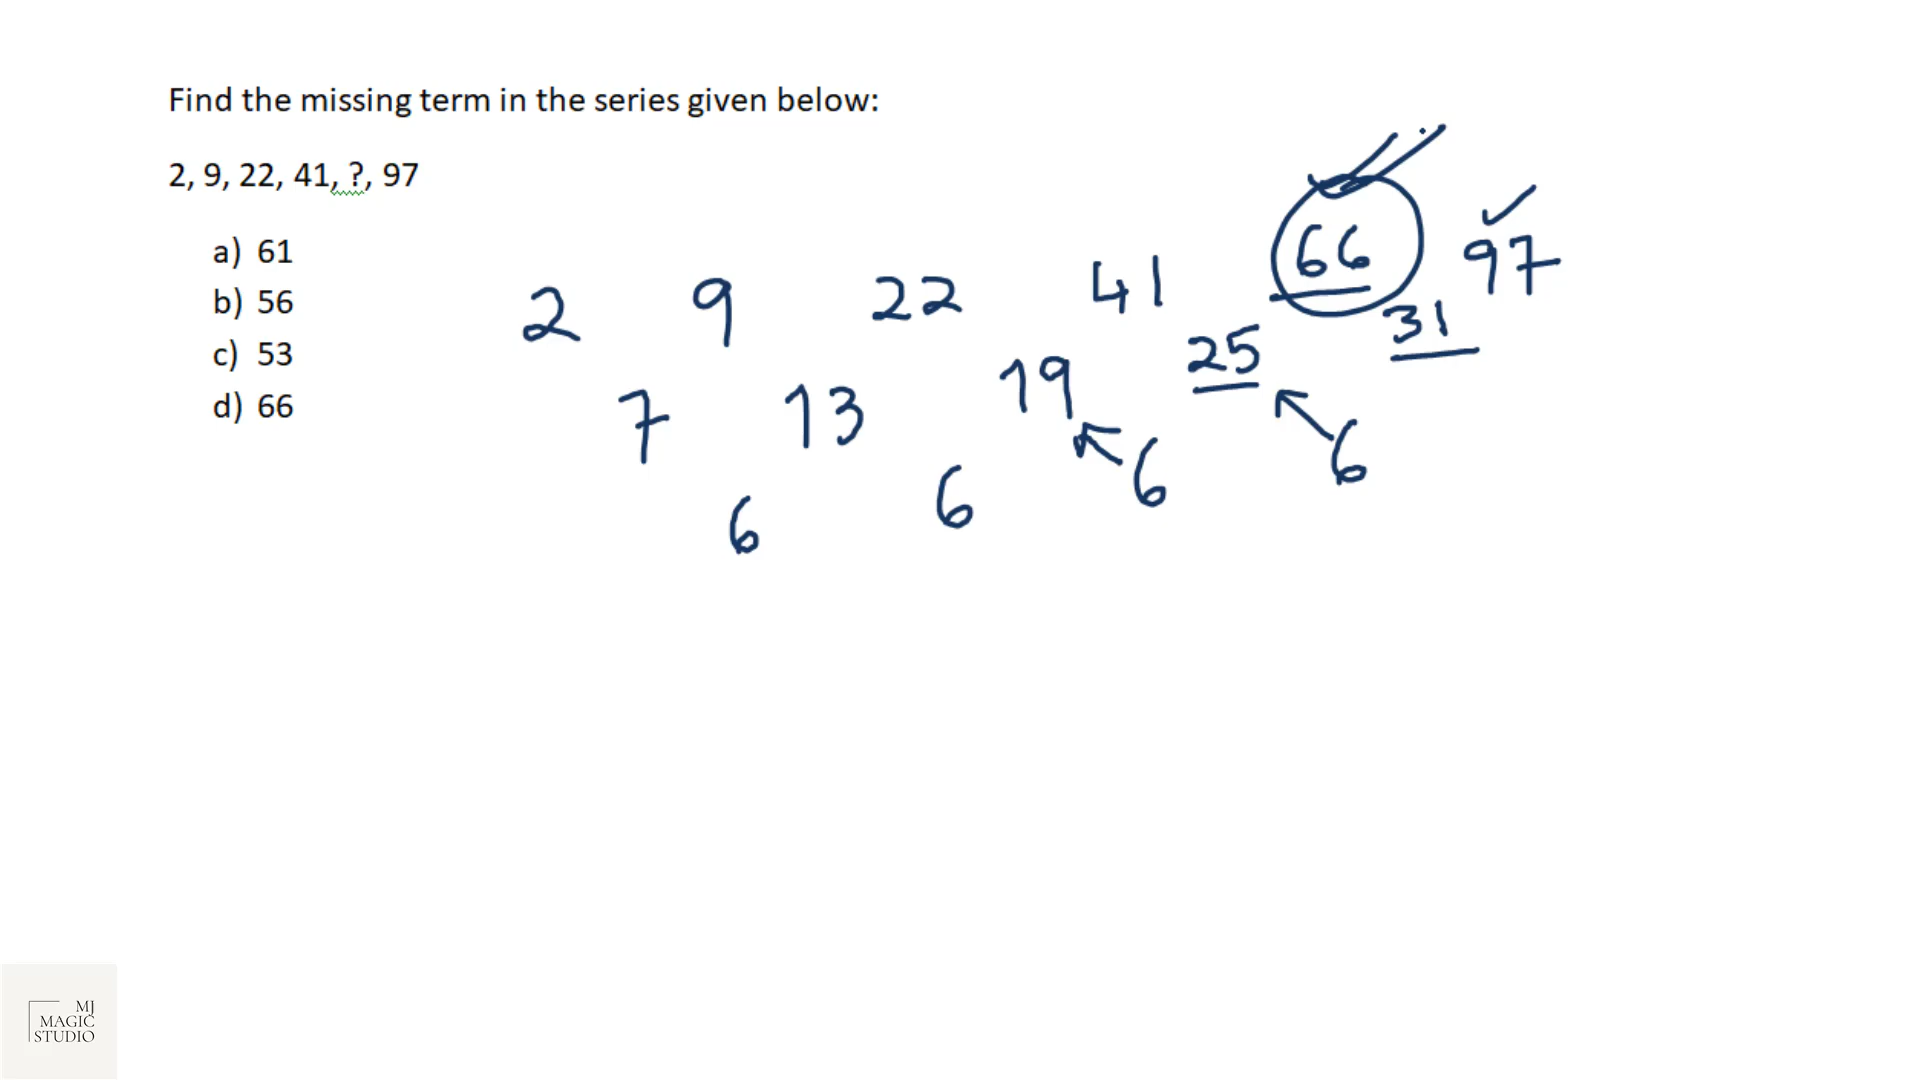 Find the missing term in the series given below:
2, 9, 22, 41, ?, 97
a) 61
b) 56
c) 53
d) 66
2 9 22 41 66 97
7 13 19 25 31
6 6 6 6
MJ
MAGIC
STUDIO